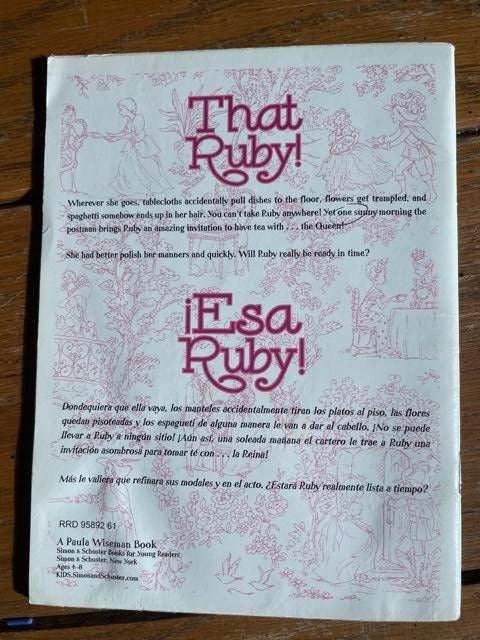 That
Ruby!
Wherever she goes, tablecloths accidentally pull dishes to the floor, flowers get trampled, and
spaghetti somehow ends up in her hair. You can't take Ruby anywhere! Yet one sunny morning the
postman brings Ruby an amazing invitation to have tea with . . . the Queen!
She had better polish her manners and quickly. Will Ruby really be ready in time?
¡Esa
Ruby!
Dondequiera que ella vaya, los manteles accidentalmente tiran los platos al piso, las flores
quedan pisoteadas y los espagueti de alguna manera le van a dar al cabello. ¡No se puede
llevar a Ruby a ningún sitio! ¡Aún así, una soleada mañana el cartero le trae a Ruby una
invitación asombrosa para tomar té con . . . la Reina!
Más le valiera que refinara sus modales y en el acto. ¿Estará Ruby realmente lista a tiempo?
RRD 95892 61
A Paula Wiseman Book
Simon & Schuster Books for Young Readers
Simon & Schuster, New York
Ages 4–8
KIDS.SimonandSchuster.com